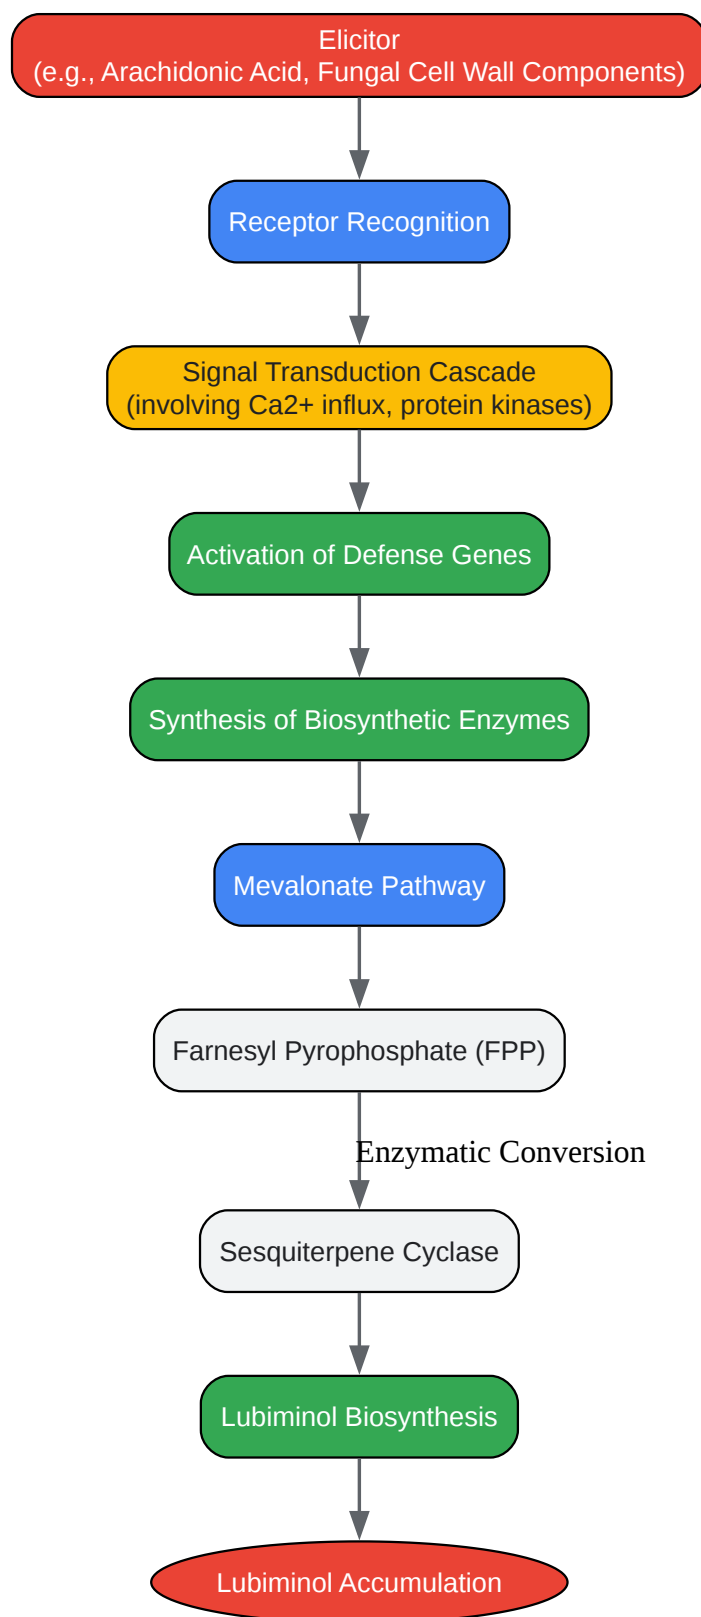 Elicitor
(e.g., Arachidonic Acid, Fungal Cell Wall Components)
Receptor Recognition
Signal Transduction Cascade
(involving Ca2+ influx, protein kinases)
Activation of Defense Genes
Synthesis of Biosynthetic Enzymes
Mevalonate Pathway
Farnesyl Pyrophosphate (FPP)
Enzymatic Conversion
Sesquiterpene Cyclase
Lubiminol Biosynthesis
Lubiminol Accumulation